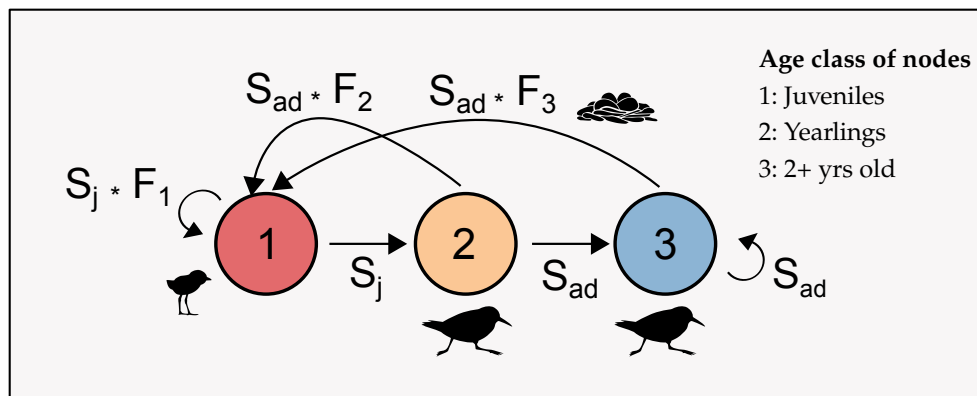 Age class of nodes
1: Juveniles
2: Yearlings
3: 2+ yrs old
S_ad * F_2
S_ad * F_3
S_j * F_1
1
2
3
S_j
S_ad
S_ad